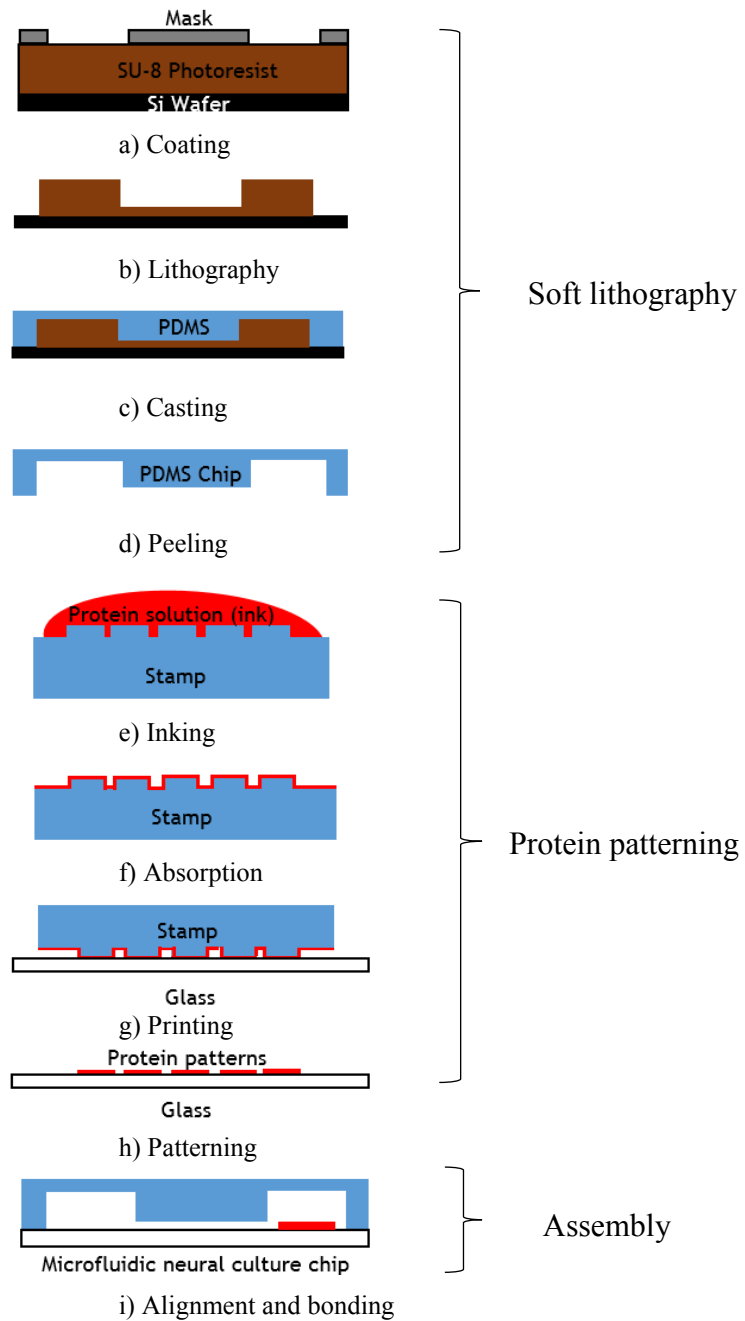 Mask
SU-8 Photoresist
Si Wafer
a) Coating
b) Lithography
PDMS
c) Casting
PDMS Chip
d) Peeling
Soft lithography
Protein solution (ink)
Stamp
e) Inking
Stamp
f) Absorption
Stamp
Glass
g) Printing
Protein patterns
Glass
h) Patterning
Protein patterning
Microfluidic neural culture chip
i) Alignment and bonding
Assembly